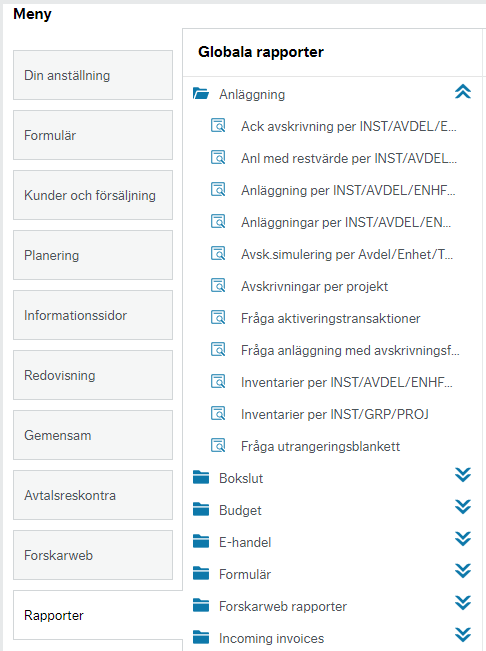 Meny
Din anställning
Formulär
Kunder och försäljning
Planering
Informationssidor
Redovisning
Gemensam
Avtalsreskontra
Forskarweb
Rapporter
Globala rapporter
Anläggning
Ack avskrivning per INST/AVDEL/E...
Anl med restvärde per INST/AVDEL...
Anläggning per INST/AVDEL/ENHF...
Anläggningar per INST/AVDEL/EN...
Avsk.simulering per Avdel/Enhet/T...
Avskrivningar per projekt
Fråga aktiveringstransaktioner
Fråga anläggning med avskrivningsf...
Inventarier per INST/AVDEL/ENHF...
Inventarier per INST/GRP/PROJ
Fråga utrangeringsblankett
Bokslut
Budget
E-handel
Formulär
Forskarweb rapporter
Incoming invoices